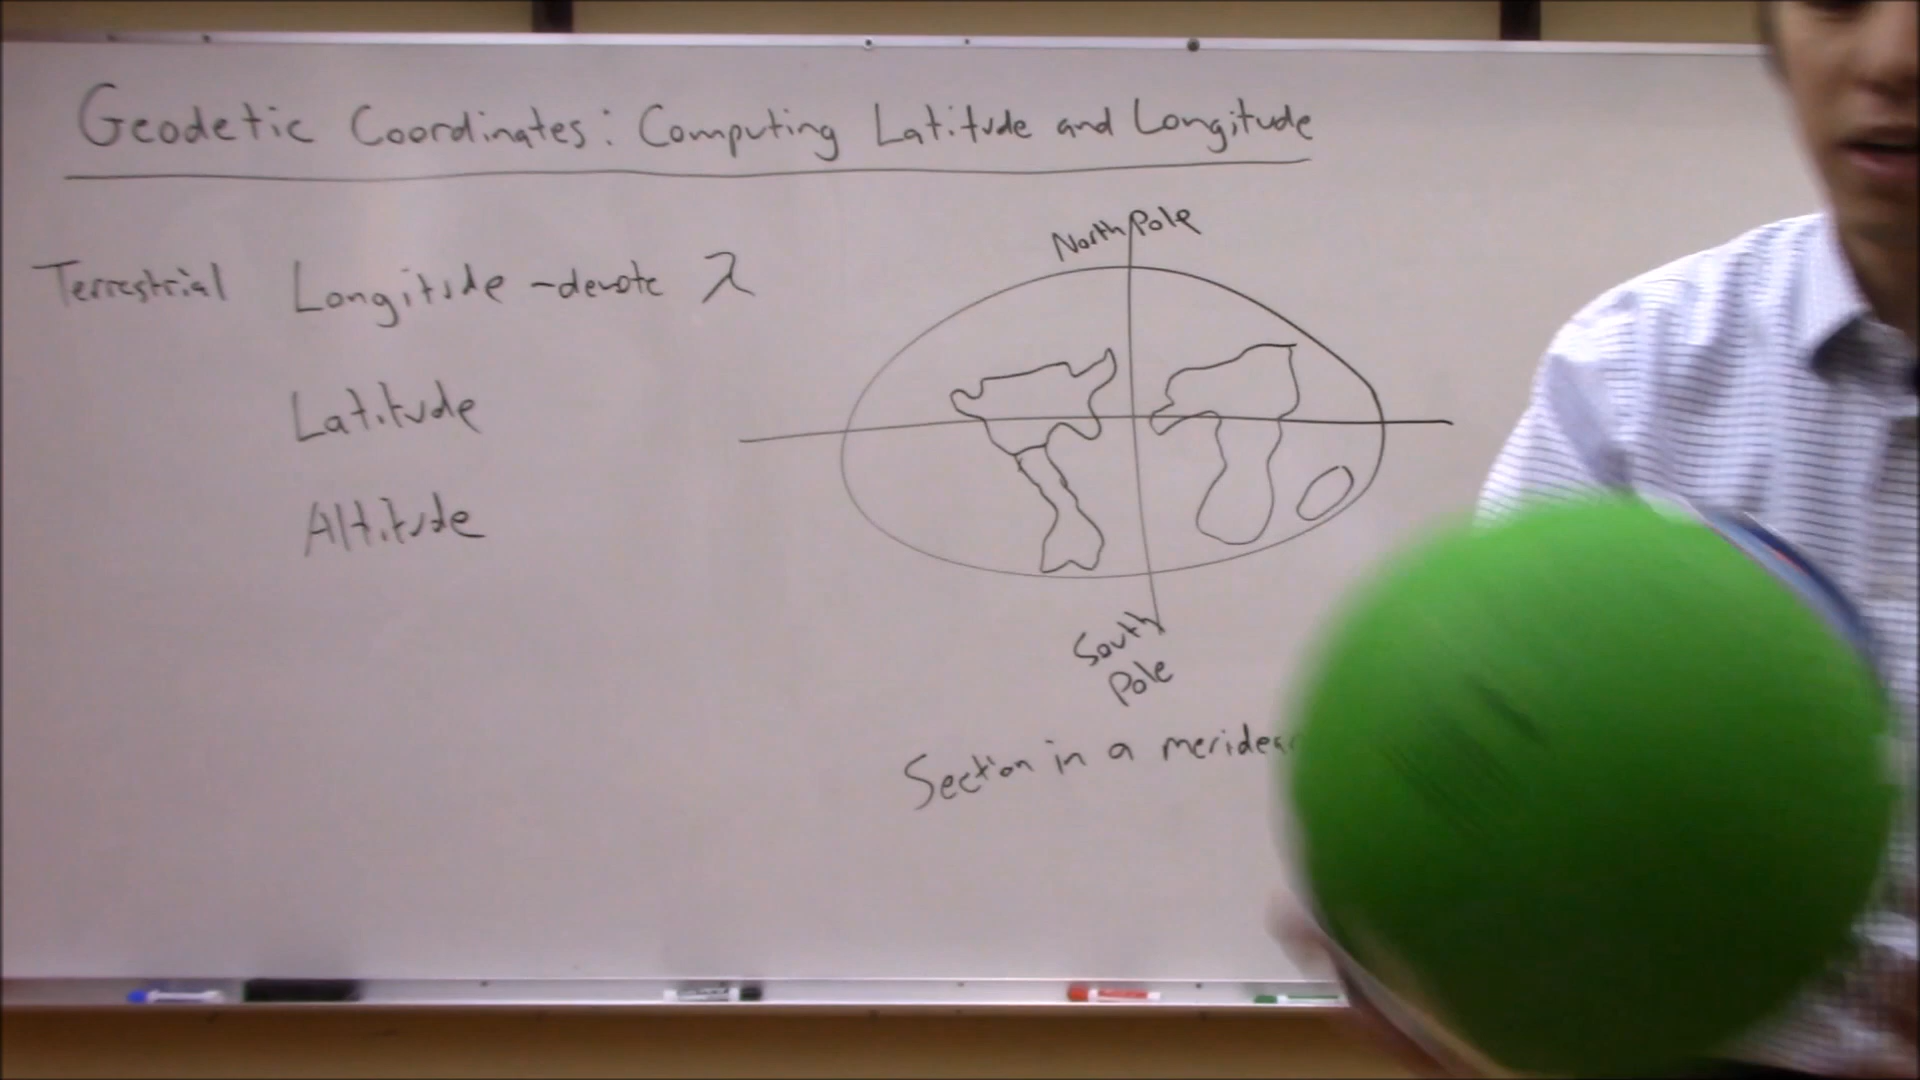 Geodetic Coordinates: Computing Latitude and Longitude
Terrestrial Longitude - denote λ
Latitude
Altitude
North Pole
South
Pole
Section in a